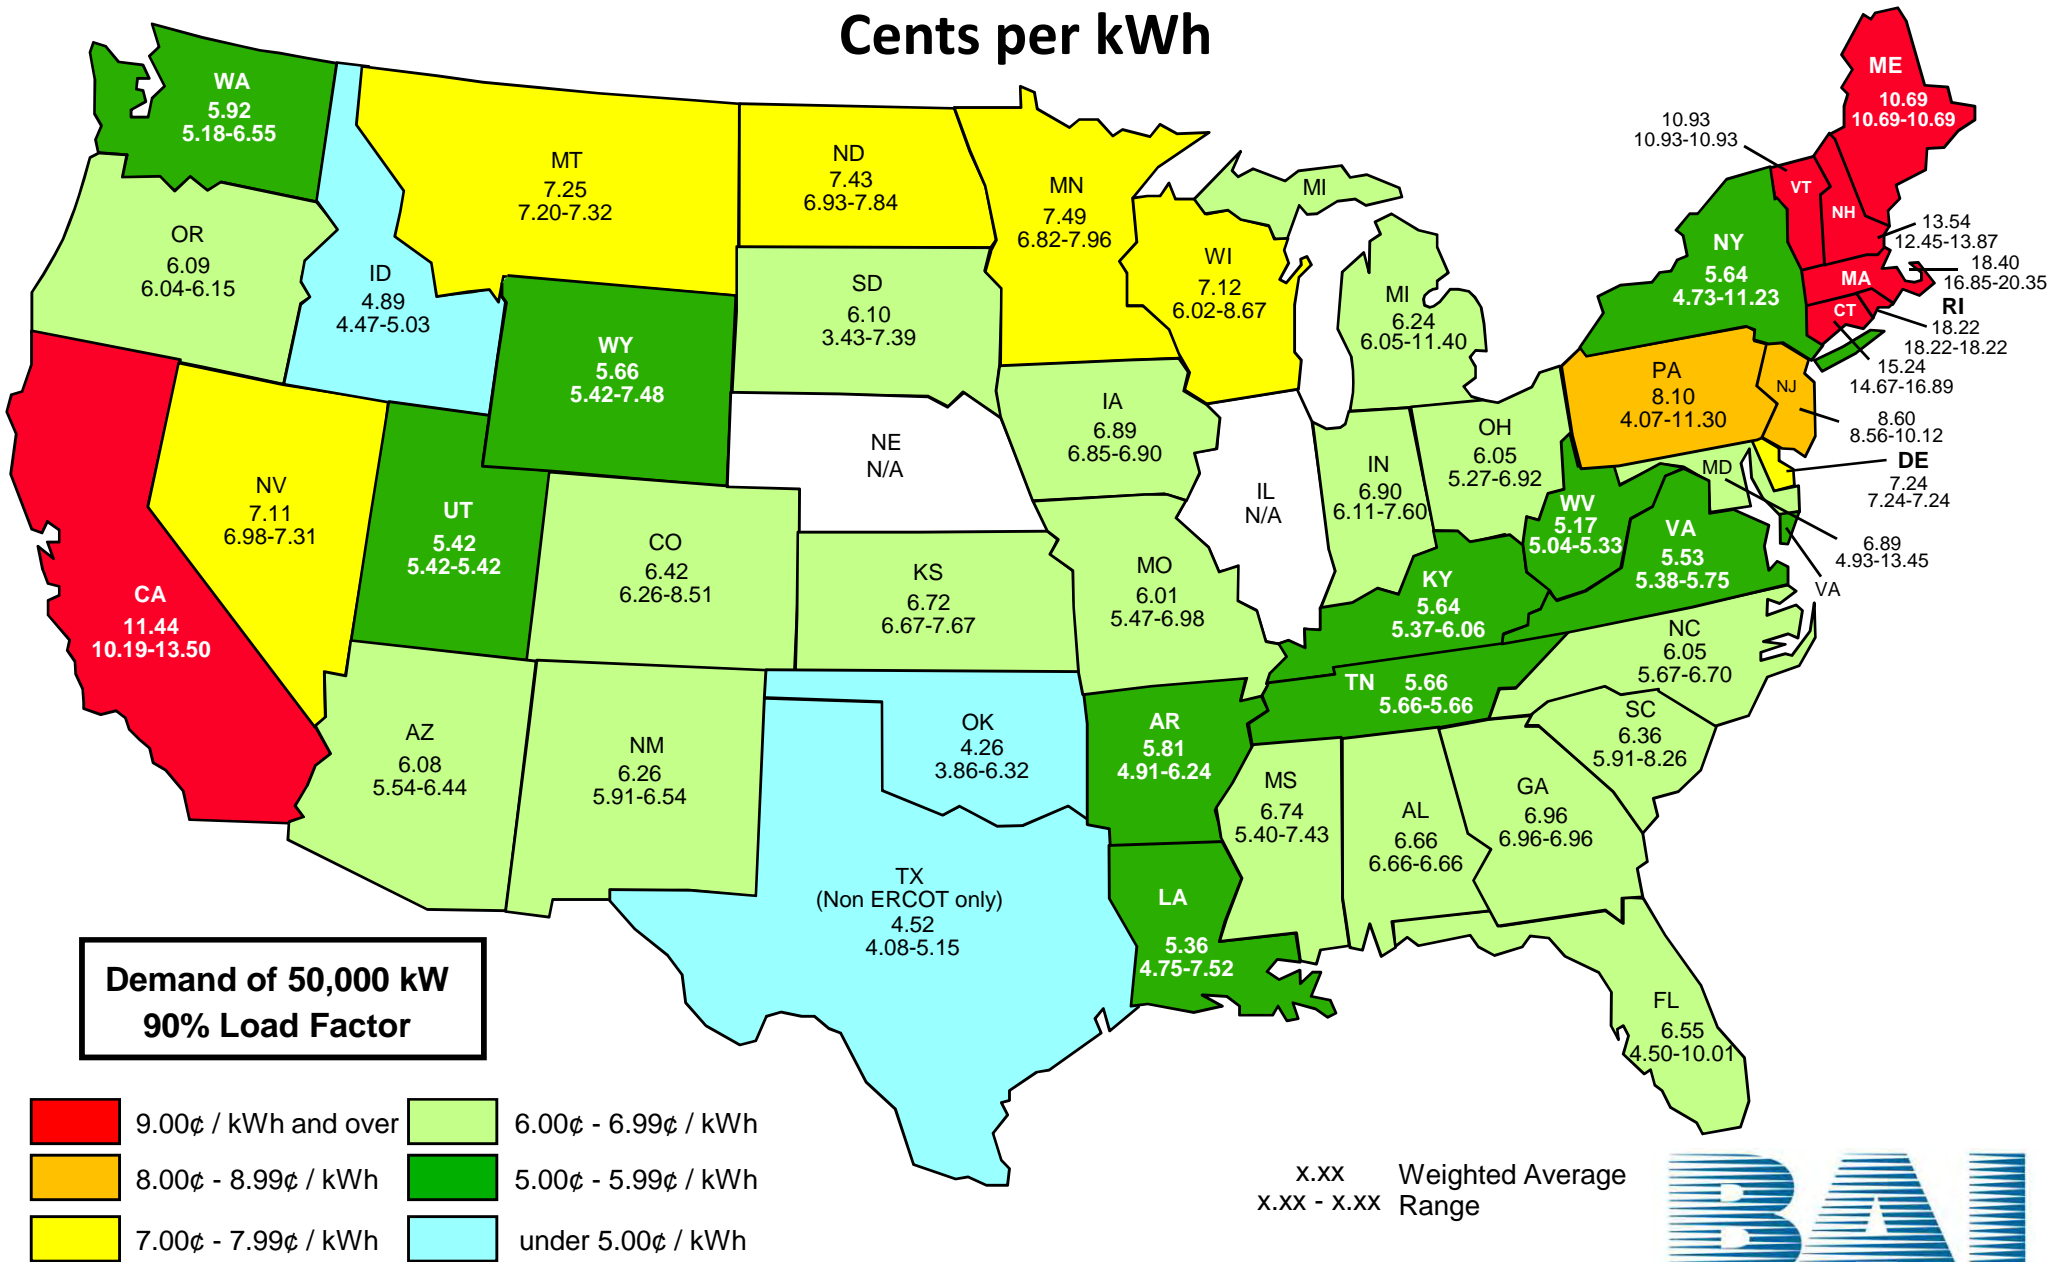 Cents per kWh
WA
5.92
5.18-6.55
MT
7.25
7.20-7.32
ND
7.43
6.93-7.84
MN
7.49
6.82-7.96
MI
ME
10.69
10.69-10.69
10.93
10.93-10.93
VT
NH
13.54
12.45-13.87
18.40
16.85-20.35
MA
CT
RI
18.22
18.22-18.22
15.24
14.67-16.89
OR
6.09
6.04-6.15
ID
4.89
4.47-5.03
WY
5.66
5.42-7.48
SD
6.10
3.43-7.39
WI
7.12
6.02-8.67
MI
6.24
6.05-11.40
NY
5.64
4.73-11.23
PA
8.10
4.07-11.30
NJ
8.60
8.56-10.12
DE
7.24
7.24-7.24
MD
6.89
4.93-13.45
VA
NE
N/A
IA
6.89
6.85-6.90
IL
N/A
IN
6.90
6.11-7.60
OH
6.05
5.27-6.92
WV
5.17
5.04-5.33
VA
5.53
5.38-5.75
CA
11.44
10.19-13.50
NV
7.11
6.98-7.31
UT
5.42
5.42-5.42
CO
6.42
6.26-8.51
KS
6.72
6.67-7.67
MO
6.01
5.47-6.98
KY
5.64
5.37-6.06
NC
6.05
5.67-6.70
TN 5.66
5.66-5.66
SC
6.36
5.91-8.26
AZ
6.08
5.54-6.44
NM
6.26
5.91-6.54
OK
4.26
3.86-6.32
AR
5.81
4.91-6.24
MS
6.74
5.40-7.43
AL
6.66
6.66-6.66
GA
6.96
6.96-6.96
TX
(Non ERCOT only)
4.52
4.08-5.15
LA
5.36
4.75-7.52
FL
6.55
4.50-10.01
Demand of 50,000 kW
90% Load Factor
9.00¢ / kWh and over
8.00¢ - 8.99¢ / kWh
7.00¢ - 7.99¢ / kWh
6.00¢ - 6.99¢ / kWh
5.00¢ - 5.99¢ / kWh
under 5.00¢ / kWh
x.xx Weighted Average
x.xx - x.xx Range
BAI